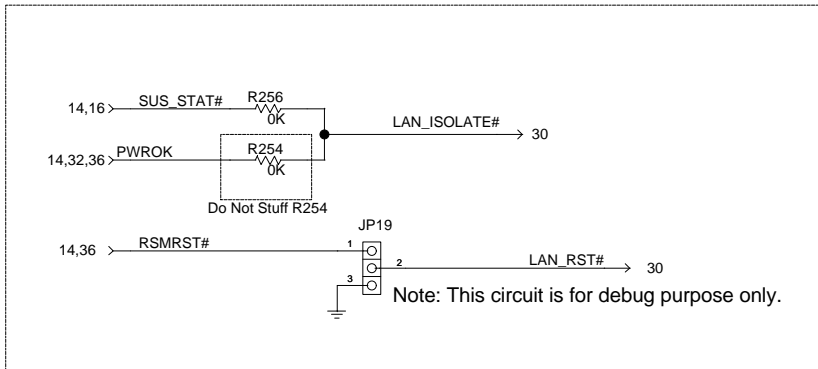 14,16 SUS_STAT# R256
0K
LAN_ISOLATE# 30
14,32,36 PWROK R254
0K
Do Not Stuff R254
JP19
14,36 RSMRST# 1
2 LAN_RST# 30
3
Note: This circuit is for debug purpose only.